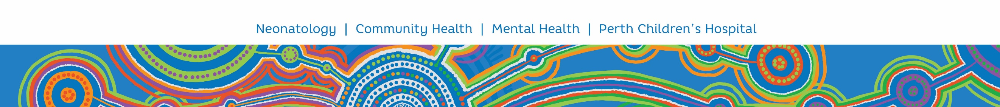 Neonatology | Community Health | Mental Health | Perth Children’s Hospital